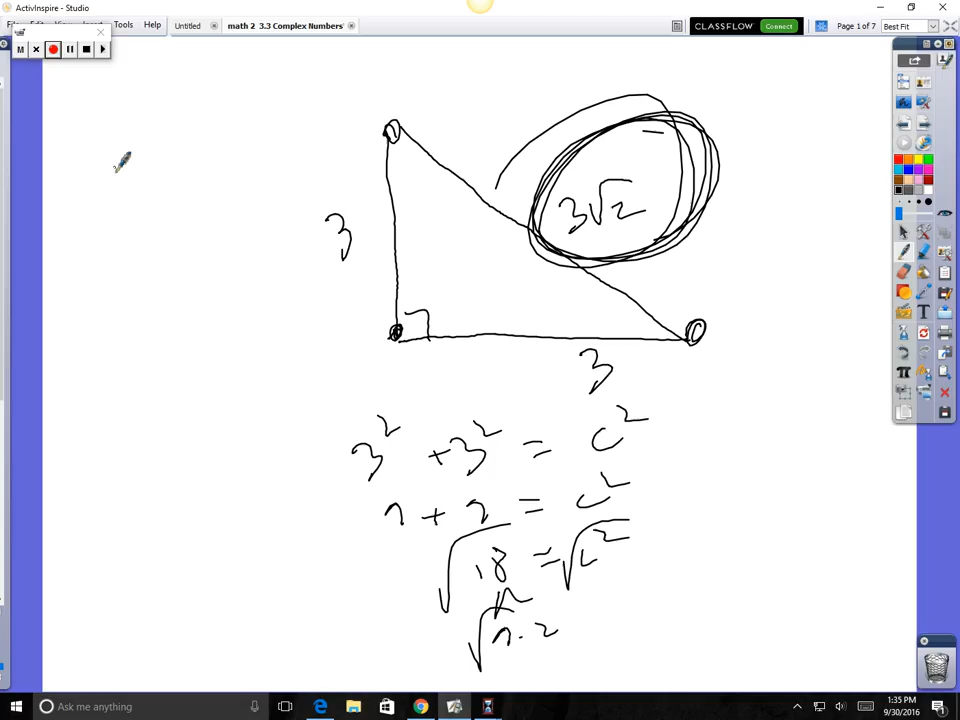 ActivInspire - Studio
Tools Help Untitled math 2 3.3 Complex Numbers* CLASSFLOW Connect Page 1 of 7 Best Fit
M
3√2
3
3
3² + 3² = c²
9 + 9 = c²
√18 = √c²
√9·2
T
π
Ask me anything
1:35 PM
9/30/2016